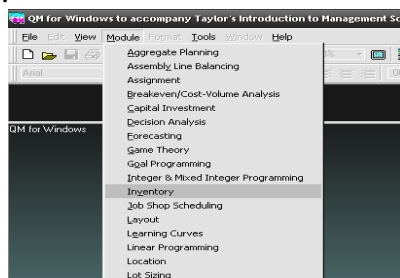 QM for Windows to accompany Taylor's Introduction to Management Sc
File Edit View Module Format Tools Window Help
Arial
Aggregate Planning
Assembly Line Balancing
Assignment
Breakeven/Cost-Volume Analysis
Capital Investment
Decision Analysis
Forecasting
Game Theory
Goal Programming
Integer & Mixed Integer Programming
Inventory
Job Shop Scheduling
Layout
Learning Curves
Linear Programming
Location
Lot Sizing
QM for Windows